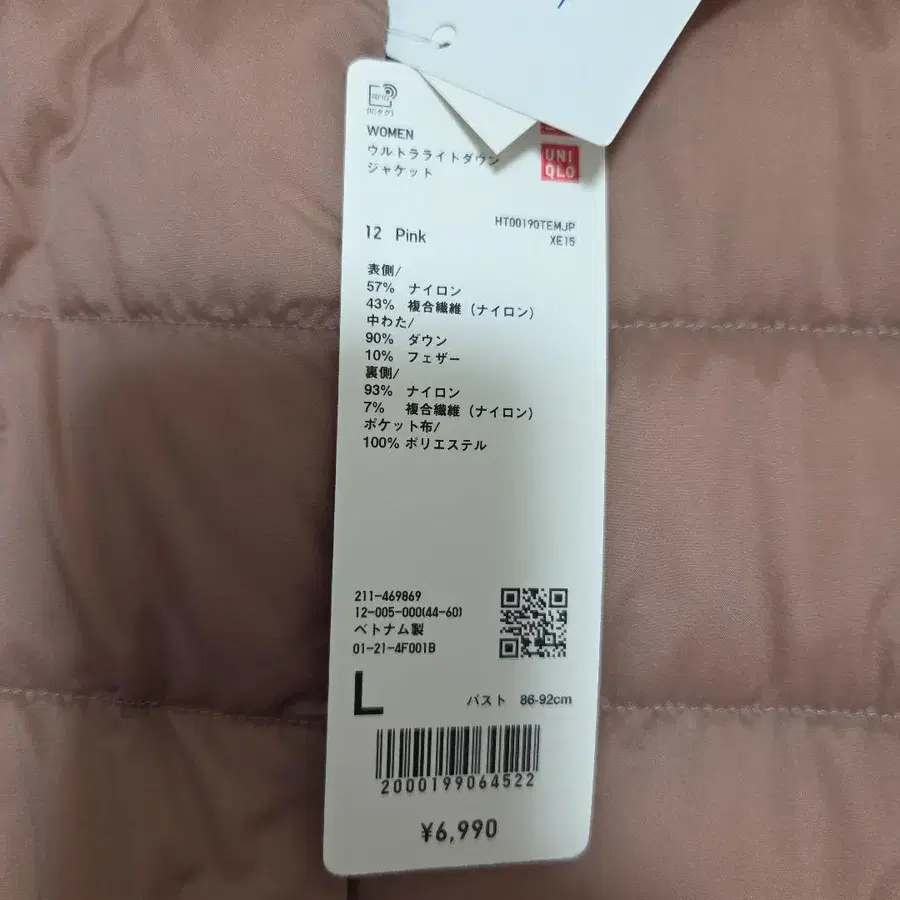 RFID
(ICタグ)
WOMEN
ウルトラライトダウン
ジャケット
UNI
QLO
12 Pink
HT00190TEMJP
XE15
表側/
57% ナイロン
43% 複合繊維（ナイロン）
中わた/
90% ダウン
10% フェザー
裏側/
93% ナイロン
7% 複合繊維（ナイロン）
ポケット布/
100% ポリエステル
211-469869
12-005-000(44-60)
ベトナム製
01-21-4F001B
L
バスト 86-92cm
2000199064522
¥6,990